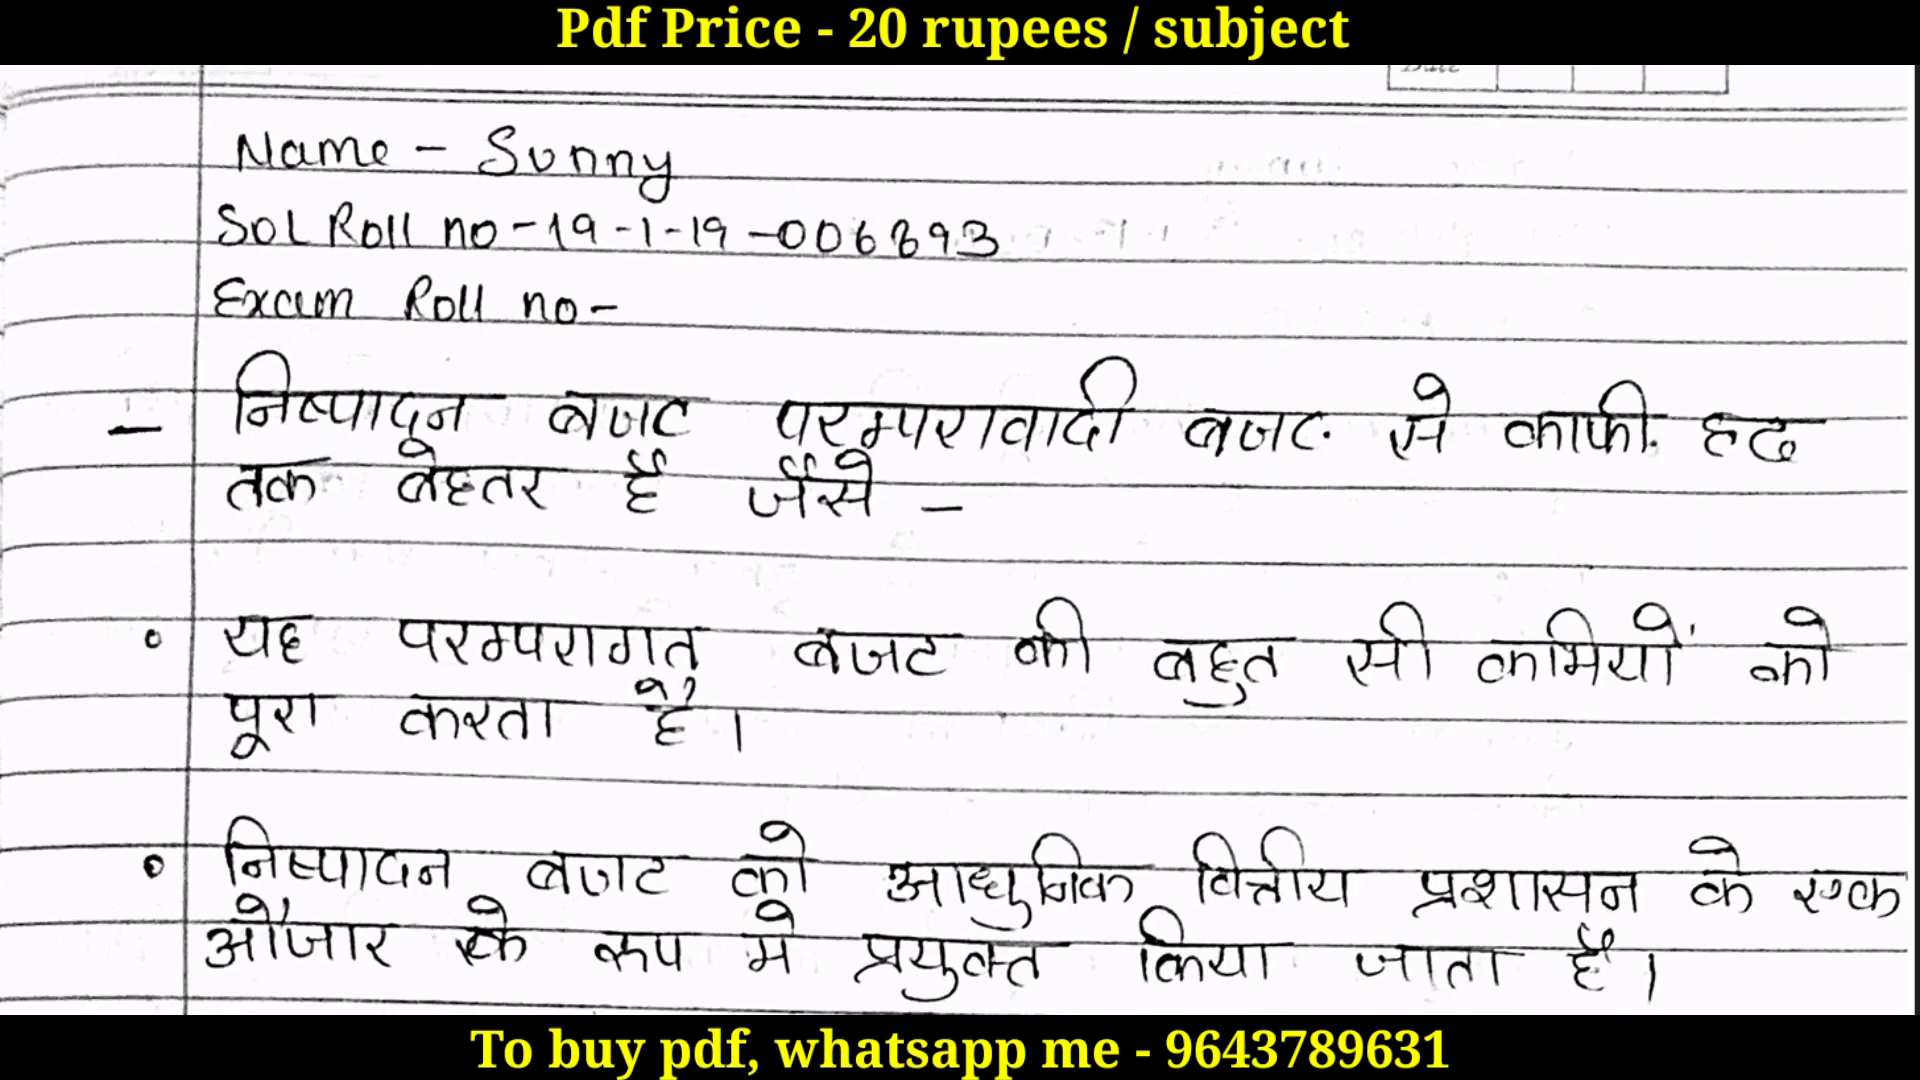 Pdf Price - 20 rupees / subject
Date
Name - Sunny
SOL Roll no - 19-1-19-006893
Exam Roll no-
– निष्पादन बजट परम्परावादी बजट से काफी हद
तक बेहतर है जैसे –
• यह परम्परागत बजट की बहुत सी कमियों को
पूरा करता है।
• निष्पादन बजट को आधुनिक वित्तीय प्रशासन के एक
औजार के रूप मे प्रयुक्त किया जाता है।
To buy pdf, whatsapp me - 9643789631